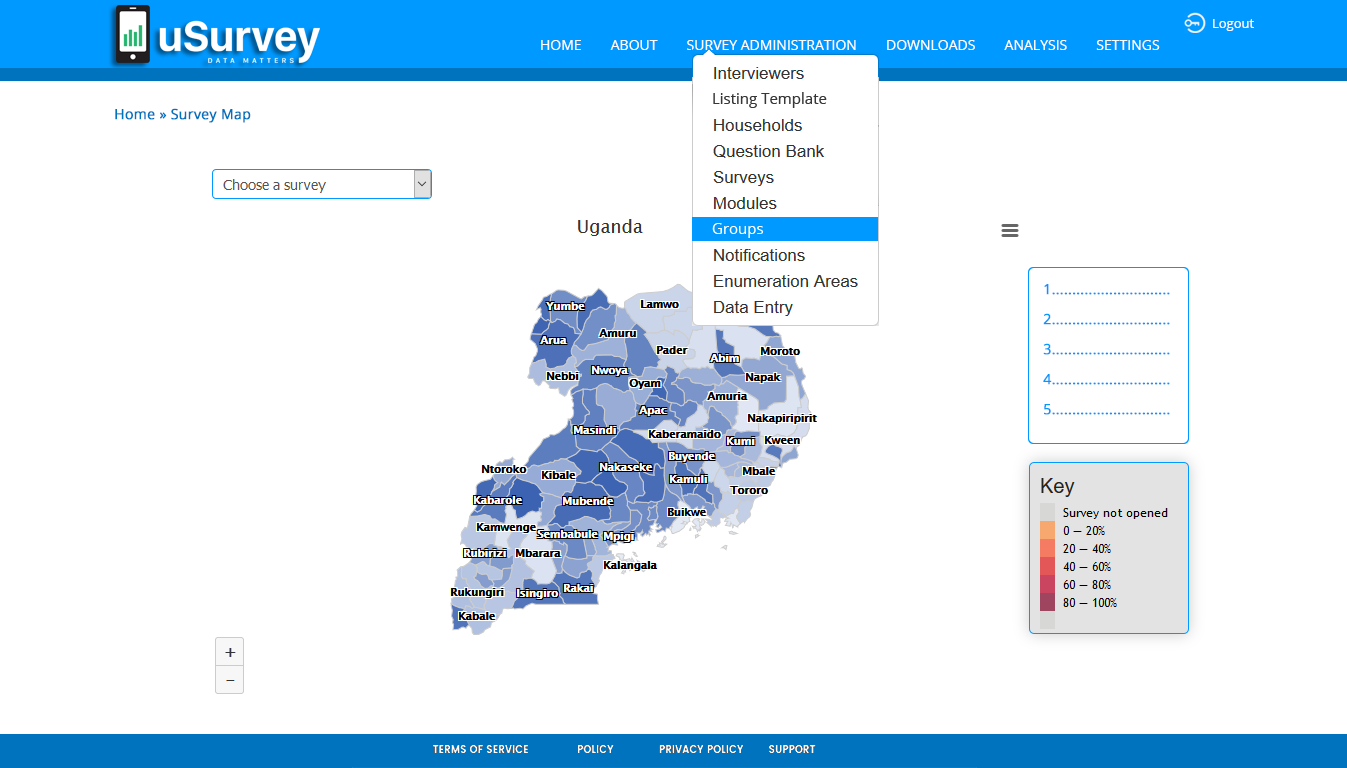 uSurvey
DATA MATTERS
HOME ABOUT SURVEY ADMINISTRATION DOWNLOADS ANALYSIS SETTINGS
Logout
Interviewers
Listing Template
Households
Question Bank
Surveys
Modules
Groups
Notifications
Enumeration Areas
Data Entry
Home » Survey Map
Choose a survey
Uganda
Yumbe
Lamwo
Arua
Amuru
Pader
Abim
Moroto
Nebbi
Nwoya
Oyam
Napak
Amuria
Apac
Nakapiripirit
Masindi
Kaberamaido
Kumi
Kween
Buyende
Ntoroko
Kibale
Nakaseke
Kamuli
Mbale
Tororo
Kabarole
Mubende
Buikwe
Kamwenge
Sembabule
Mpigi
Rubirizi
Mbarara
Kalangala
Rukungiri
Isingiro
Rakai
Kabale
1.............................
2.............................
3.............................
4.............................
5.............................
Key
Survey not opened
0 — 20%
20 — 40%
40 — 60%
60 — 80%
80 — 100%
+
−
TERMS OF SERVICE POLICY PRIVACY POLICY SUPPORT